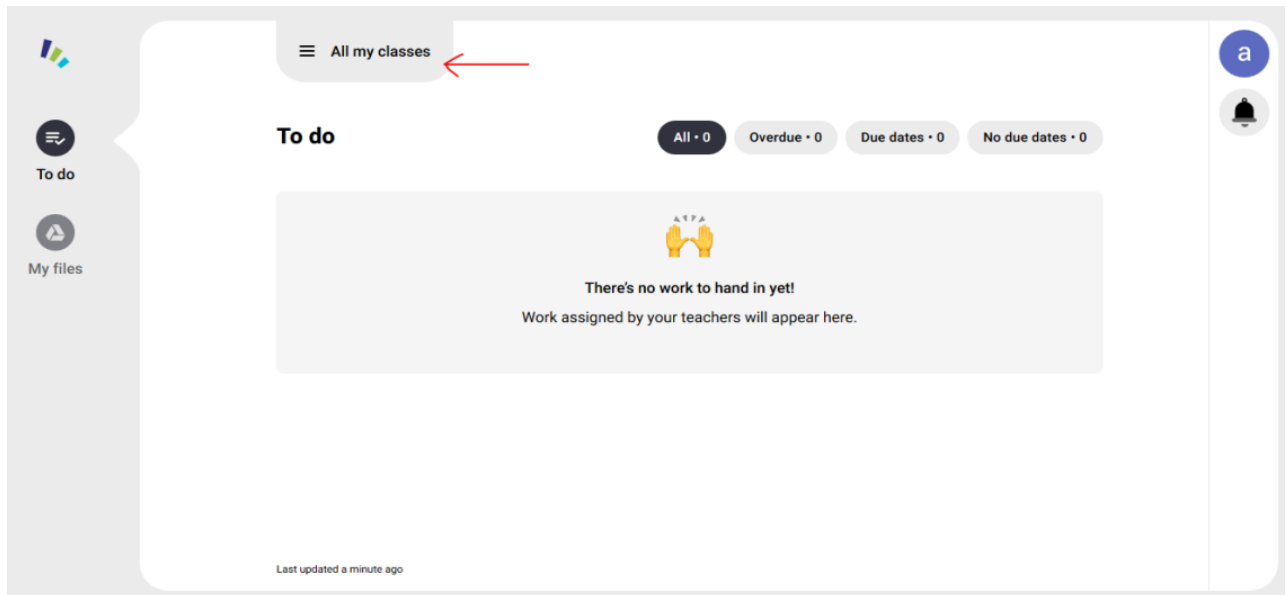 All my classes
a
To do
All • 0
Overdue • 0
Due dates • 0
No due dates • 0
To do
My files
There's no work to hand in yet!
Work assigned by your teachers will appear here.
Last updated a minute ago